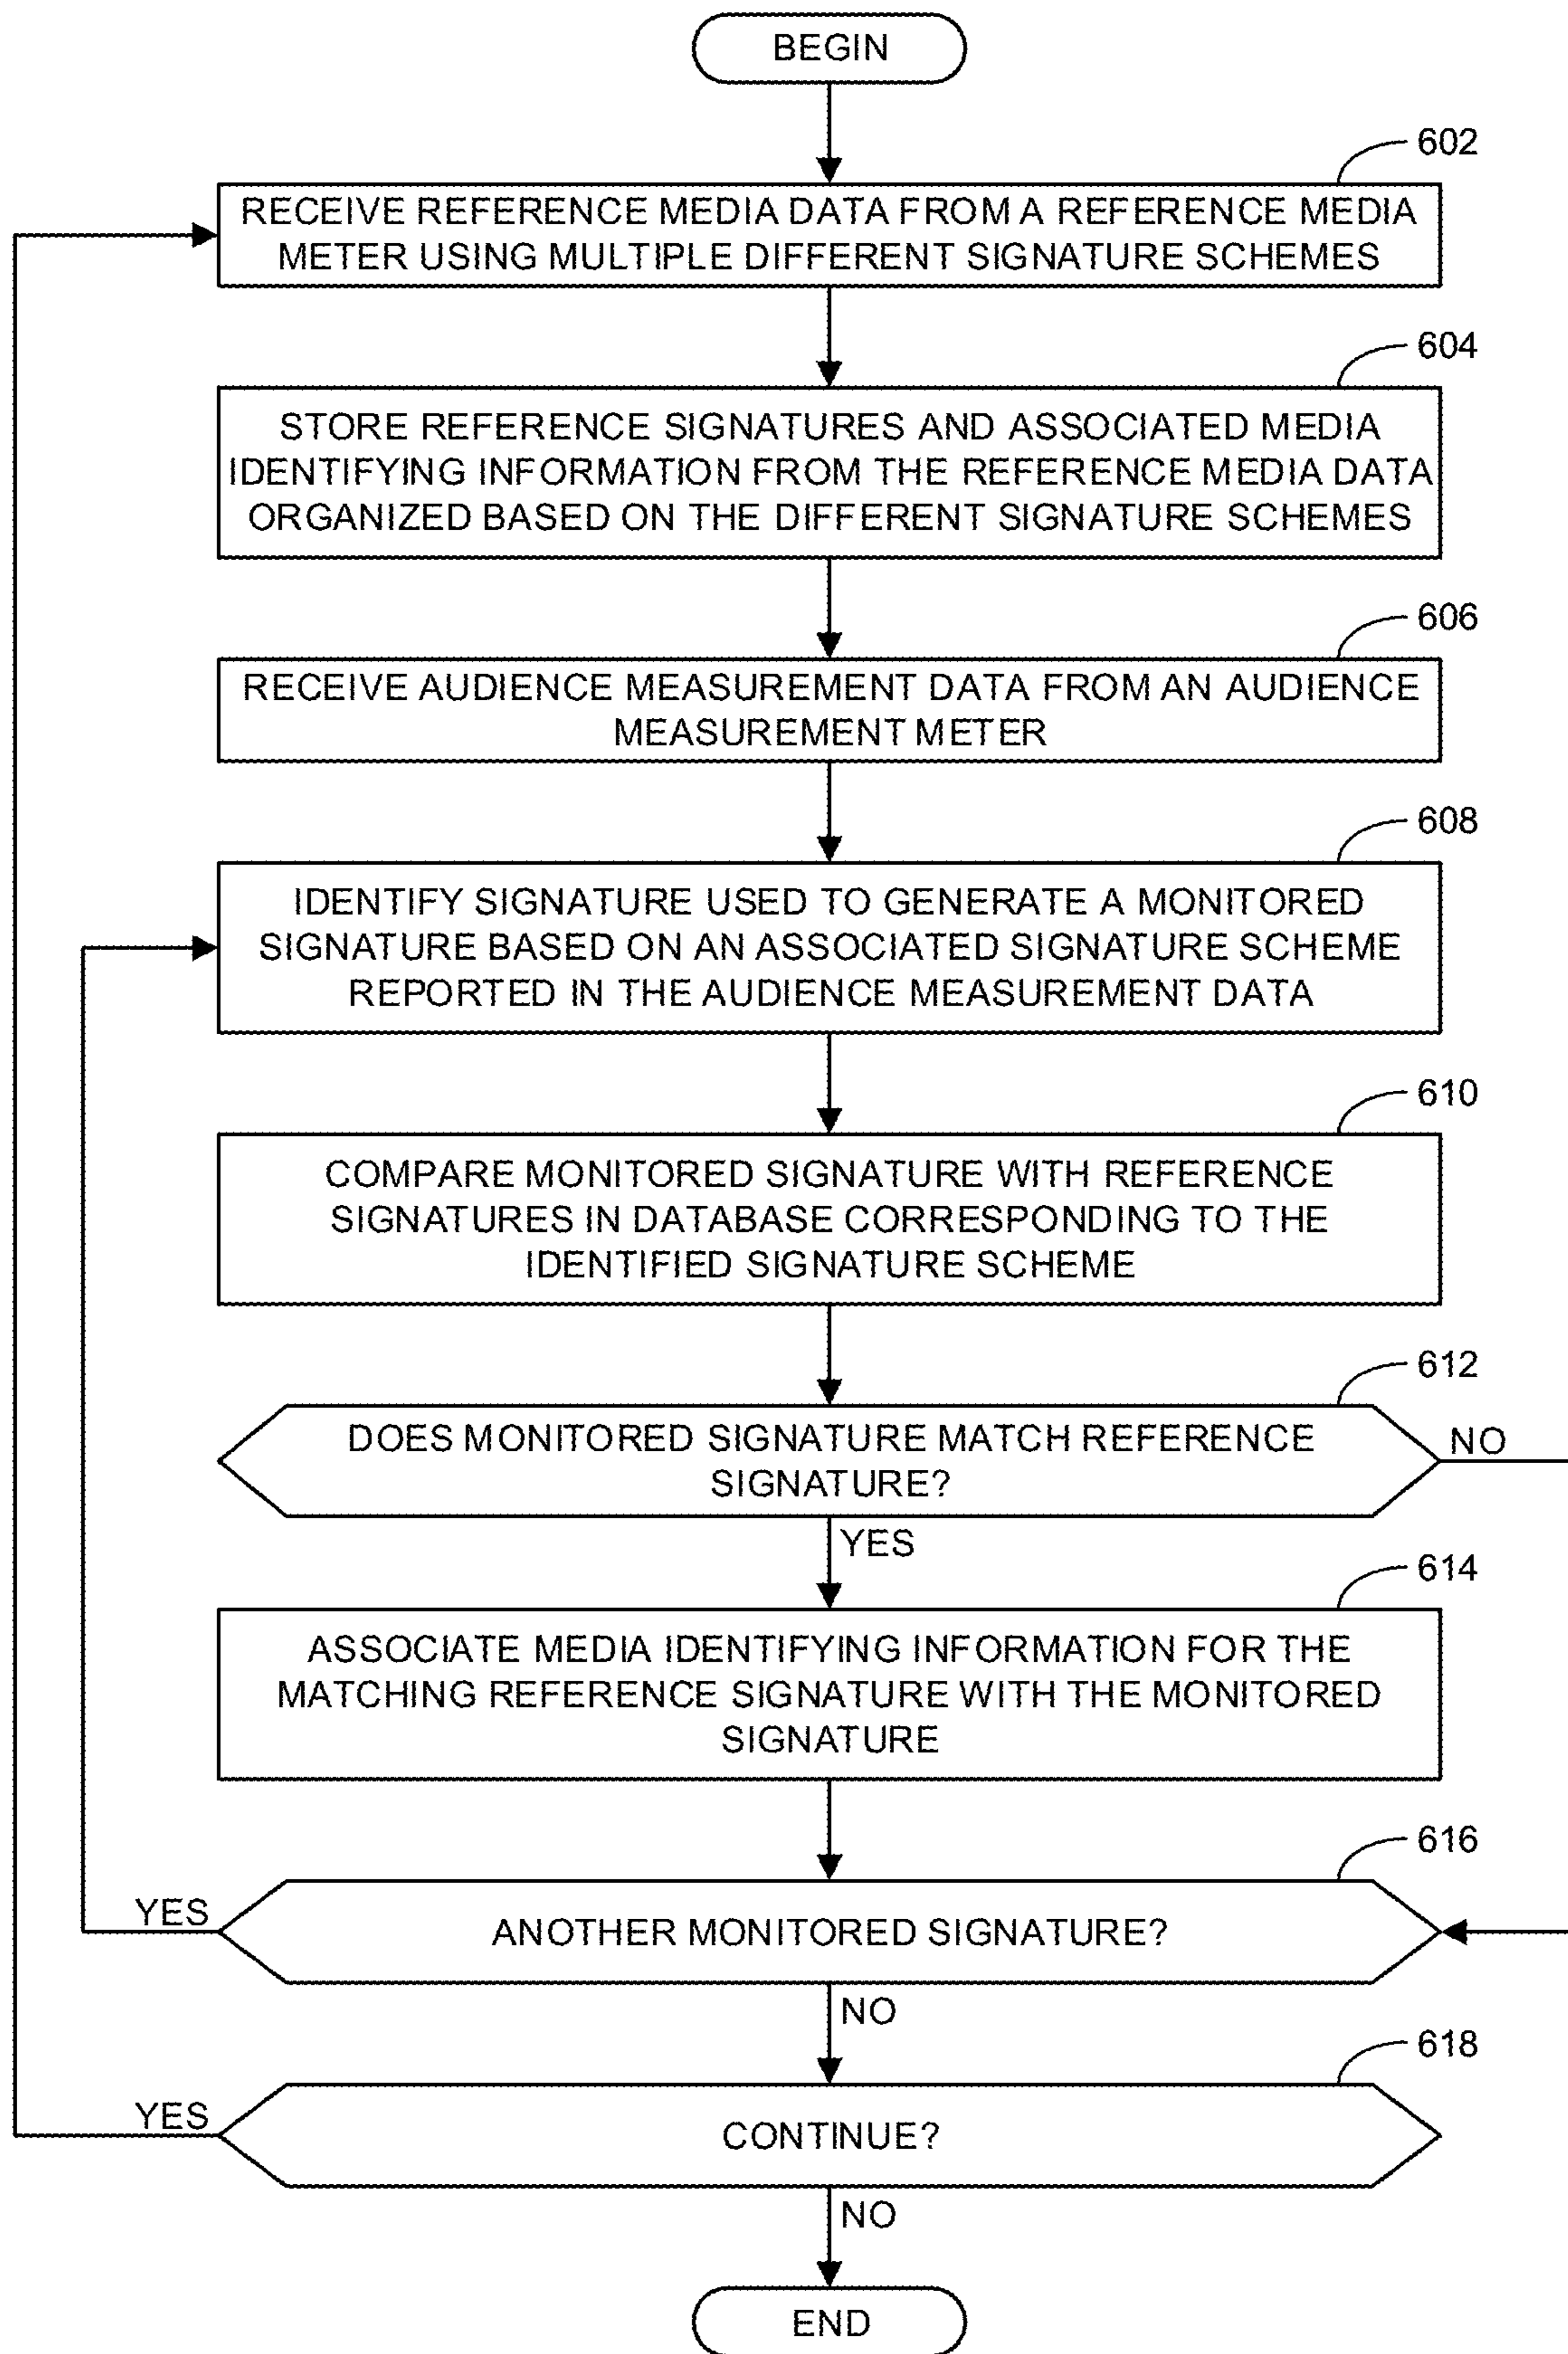 BEGIN
602
RECEIVE REFERENCE MEDIA DATA FROM A REFERENCE MEDIA
METER USING MULTIPLE DIFFERENT SIGNATURE SCHEMES
604
STORE REFERENCE SIGNATURES AND ASSOCIATED MEDIA
IDENTIFYING INFORMATION FROM THE REFERENCE MEDIA DATA
ORGANIZED BASED ON THE DIFFERENT SIGNATURE SCHEMES
606
RECEIVE AUDIENCE MEASUREMENT DATA FROM AN AUDIENCE
MEASUREMENT METER
608
IDENTIFY SIGNATURE USED TO GENERATE A MONITORED
SIGNATURE BASED ON AN ASSOCIATED SIGNATURE SCHEME
REPORTED IN THE AUDIENCE MEASUREMENT DATA
610
COMPARE MONITORED SIGNATURE WITH REFERENCE
SIGNATURES IN DATABASE CORRESPONDING TO THE
IDENTIFIED SIGNATURE SCHEME
612
DOES MONITORED SIGNATURE MATCH REFERENCE
SIGNATURE?
NO
YES
614
ASSOCIATE MEDIA IDENTIFYING INFORMATION FOR THE
MATCHING REFERENCE SIGNATURE WITH THE MONITORED
SIGNATURE
616
YES
ANOTHER MONITORED SIGNATURE?
NO
618
YES
CONTINUE?
NO
END